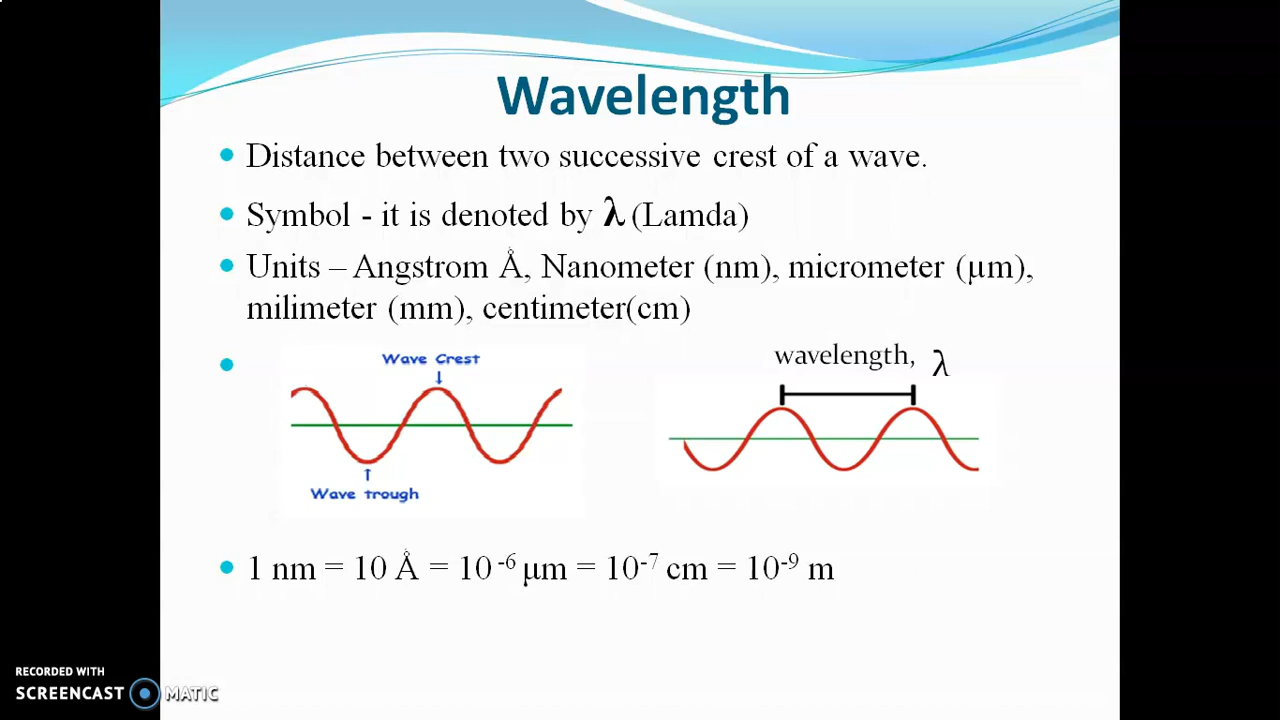 Wavelength
Distance between two successive crest of a wave.
Symbol - it is denoted by λ (Lamda)
Units – Angstrom Å, Nanometer (nm), micrometer (µm),
milimeter (mm), centimeter(cm)
Wave Crest
Wave trough
wavelength, λ
1 nm = 10 Å = 10⁻⁶ µm = 10⁻⁷ cm = 10⁻⁹ m
RECORDED WITH
SCREENCAST MATIC